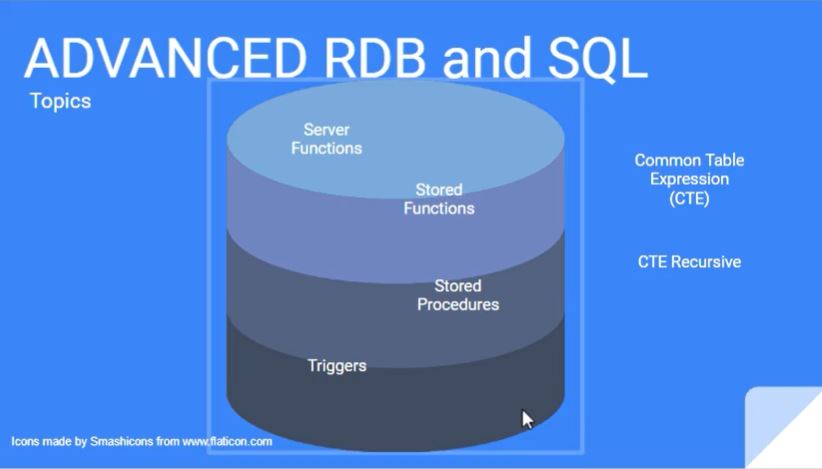 ADVANCED RDB and SQL
Topics
Server
Functions
Stored
Functions
Stored
Procedures
Triggers
Common Table
Expression
(CTE)
CTE Recursive
Icons made by Smashicons from www.flaticon.com